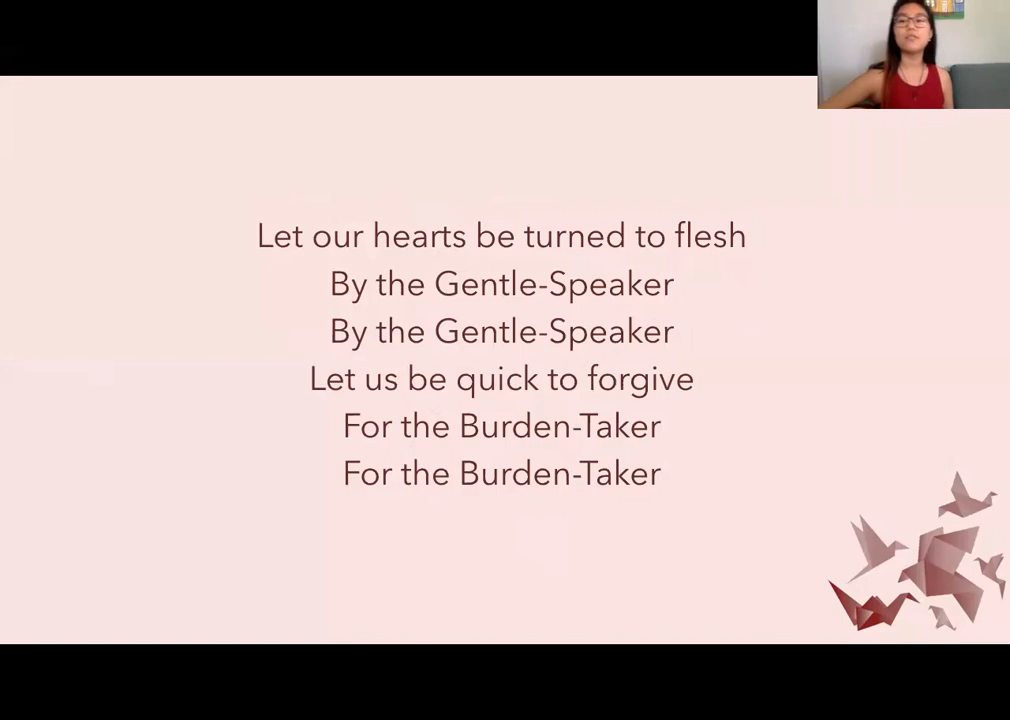 Let our hearts be turned to flesh
By the Gentle-Speaker
By the Gentle-Speaker
Let us be quick to forgive
For the Burden-Taker
For the Burden-Taker